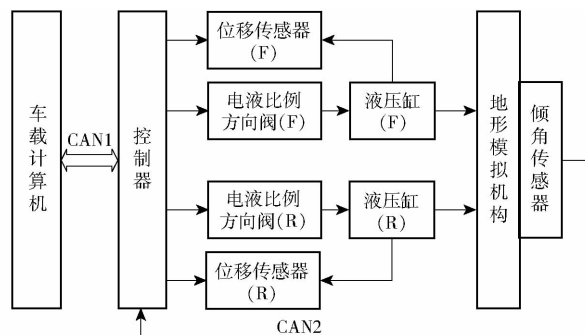 车载计算机
CAN1
控制器
位移传感器
(F)
电液比例
方向阀(F)
液压缸
(F)
电液比例
方向阀(R)
液压缸
(R)
位移传感器
(R)
地形模拟机构
倾角传感器
CAN2